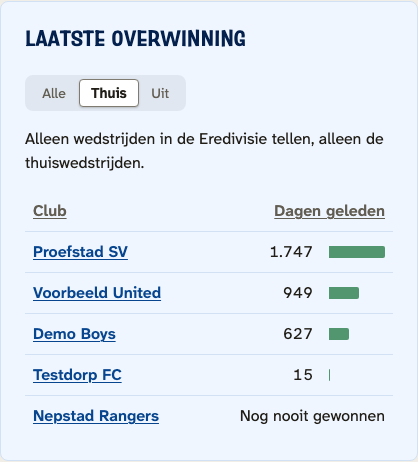 LAATSTE OVERWINNING
Alle Thuis Uit
Alleen wedstrijden in de Eredivisie tellen, alleen de
thuiswedstrijden.
Club Dagen geleden
Proefstad SV 1.747
Voorbeeld United 949
Demo Boys 627
Testdorp FC 15
Nepstad Rangers Nog nooit gewonnen